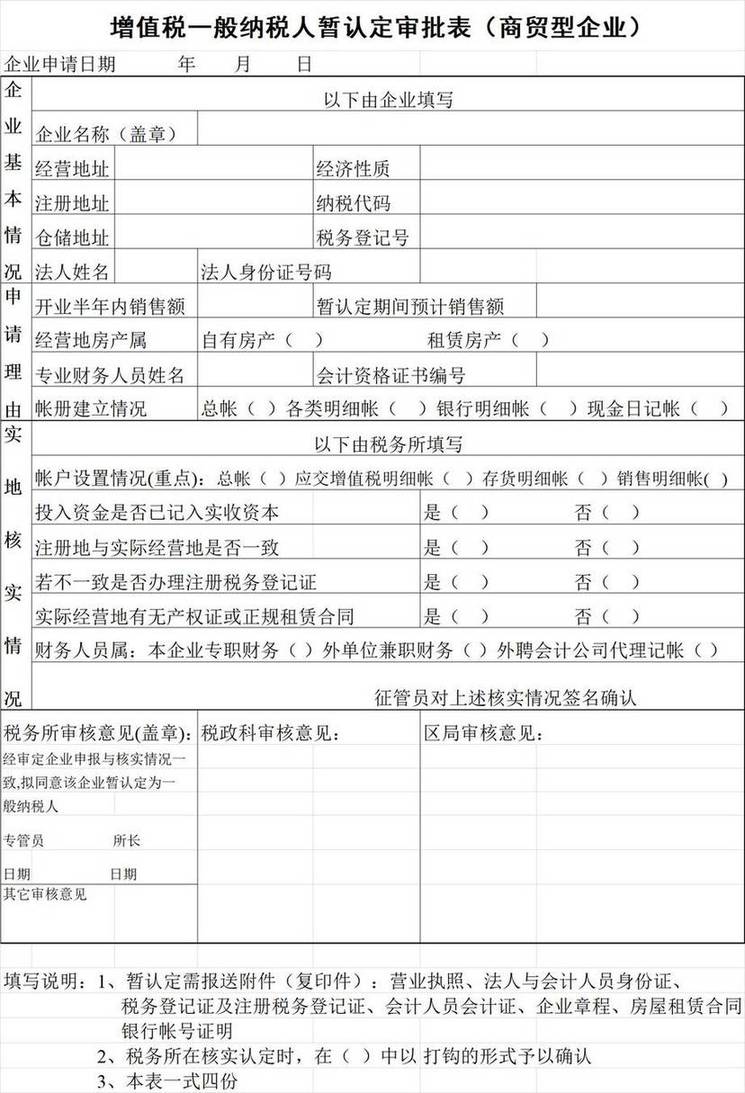 增值税一般纳税人暂认定审批表（商贸型企业）
企业申请日期 年 月 日
企业基本情况
以下由企业填写
企业名称（盖章）
经营地址 经济性质
注册地址 纳税代码
仓储地址 税务登记号
法人姓名 法人身份证号码
申请理由
开业半年内销售额 暂认定期间预计销售额
经营地房产属 自有房产（ ） 租赁房产（ ）
专业财务人员姓名 会计资格证书编号
帐册建立情况 总帐（ ）各类明细帐（ ）银行明细帐（ ）现金日记帐（ ）
实地核实情况
以下由税务所填写
帐户设置情况(重点)：总帐（ ）应交增值税明细帐（ ）存货明细帐（ ）销售明细帐( )
投入资金是否已记入实收资本 是（ ） 否（ ）
注册地与实际经营地是否一致 是（ ） 否（ ）
若不一致是否办理注册税务登记证 是（ ） 否（ ）
实际经营地有无产权证或正规租赁合同 是（ ） 否（ ）
财务人员属：本企业专职财务（ ）外单位兼职财务（ ）外聘会计公司代理记帐（ ）
征管员对上述核实情况签名确认
税务所审核意见(盖章)： 税政科审核意见： 区局审核意见：
经审定企业申报与核实情况一
致,拟同意该企业暂认定为一
般纳税人
专管员 所长
日期 日期
其它审核意见
填写说明：1、暂认定需报送附件（复印件）：营业执照、法人与会计人员身份证、
税务登记证及注册税务登记证、会计人员会计证、企业章程、房屋租赁合同
银行帐号证明
2、税务所在核实认定时，在（ ）中以 打钩的形式予以确认
3、本表一式四份